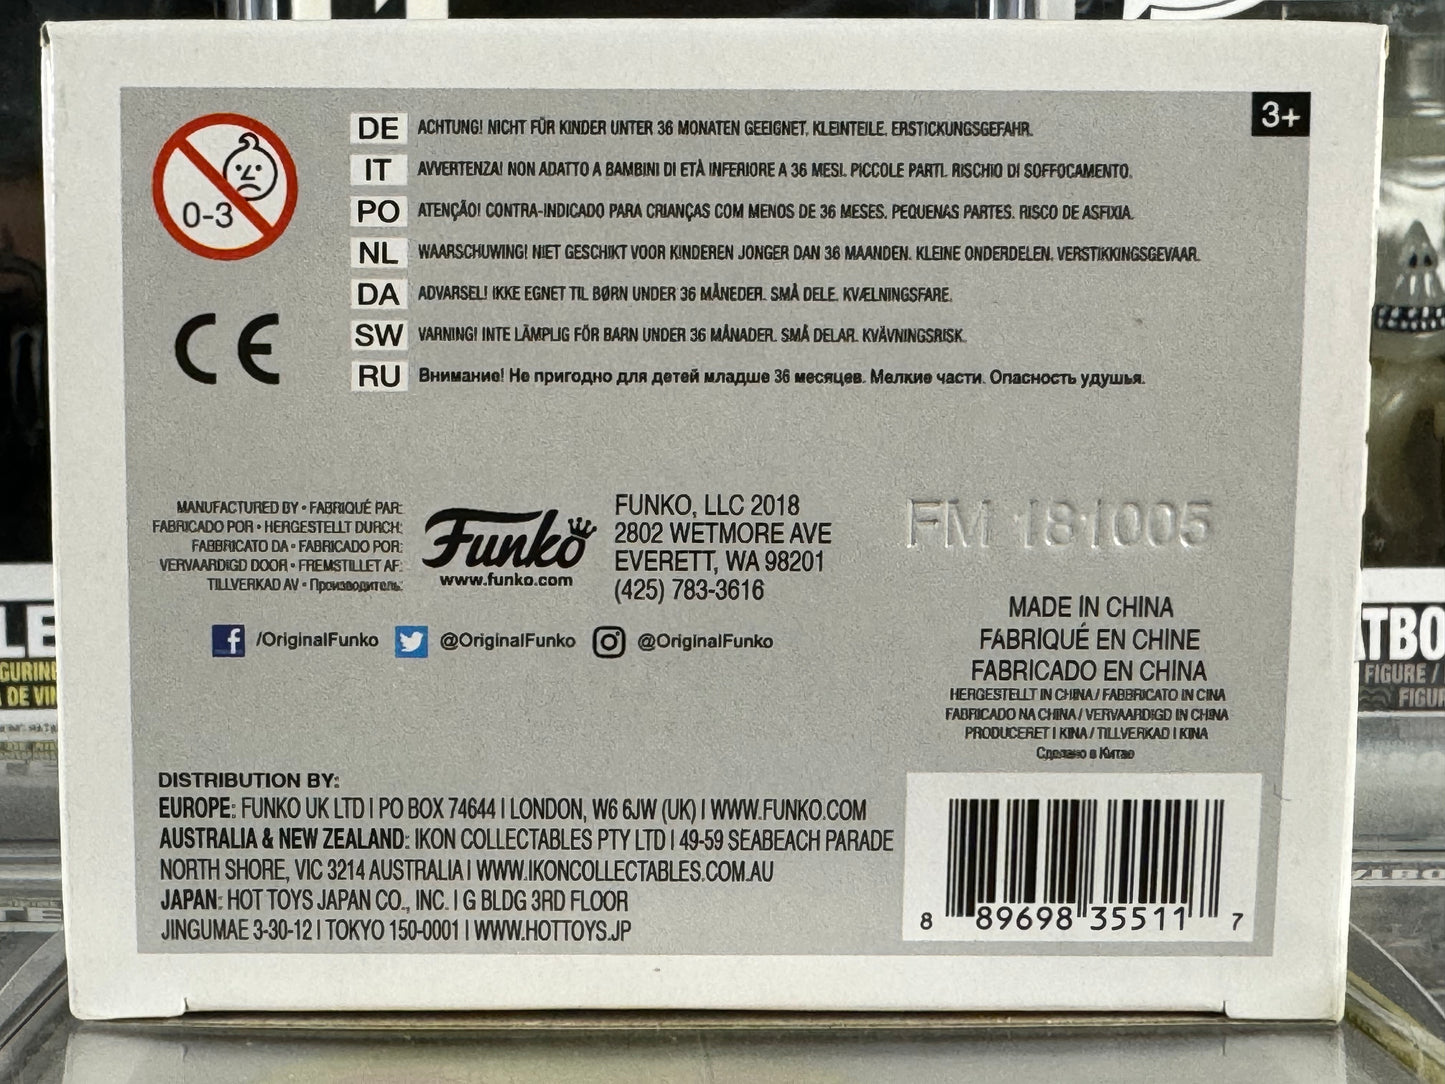 3+
0-3
DE ACHTUNG! NICHT FÜR KINDER UNTER 36 MONATEN GEEIGNET. KLEINTEILE. ERSTICKUNGSGEFAHR.
IT AVVERTENZA! NON ADATTO A BAMBINI DI ETÀ INFERIORE A 36 MESI. PICCOLE PARTI. RISCHIO DI SOFFOCAMENTO.
PO ATENÇÃO! CONTRA-INDICADO PARA CRIANÇAS COM MENOS DE 36 MESES. PEQUENAS PARTES. RISCO DE ASFIXIA.
NL WAARSCHUWING! NIET GESCHIKT VOOR KINDEREN JONGER DAN 36 MAANDEN. KLEINE ONDERDELEN. VERSTIKKINGSGEVAAR.
DA ADVARSEL! IKKE EGNET TIL BØRN UNDER 36 MÅNEDER. SMÅ DELE. KVÆLNINGSFARE.
SW VARNING! INTE LÄMPLIG FÖR BARN UNDER 36 MÅNADER. SMÅ DELAR. KVÄVNINGSRISK.
RU Внимание! Не пригодно для детей младше 36 месяцев. Мелкие части. Опасность удушья.
CE
MANUFACTURED BY • FABRIQUÉ PAR:
FABRICADO POR • HERGESTELLT DURCH:
FABBRICATO DA • FABRICADO POR:
VERVAARDIGD DOOR • FREMSTILLET AF:
TILLVERKAD AV • Производитель:
Funko
www.funko.com
FUNKO, LLC 2018
2802 WETMORE AVE
EVERETT, WA 98201
(425) 783-3616
FM 181005
/OriginalFunko @OriginalFunko @OriginalFunko
MADE IN CHINA
FABRIQUÉ EN CHINE
FABRICADO EN CHINA
HERGESTELLT IN CHINA / FABBRICATO IN CINA
FABRICADO NA CHINA / VERVAARDIGD IN CHINA
PRODUCERET I KINA / TILLVERKAD I KINA
Сделано в Китае
DISTRIBUTION BY:
EUROPE: FUNKO UK LTD | PO BOX 74644 | LONDON, W6 6JW (UK) | WWW.FUNKO.COM
AUSTRALIA & NEW ZEALAND: IKON COLLECTABLES PTY LTD | 49-59 SEABEACH PARADE
NORTH SHORE, VIC 3214 AUSTRALIA | WWW.IKONCOLLECTABLES.COM.AU
JAPAN: HOT TOYS JAPAN CO., INC. | G BLDG 3RD FLOOR
JINGUMAE 3-30-12 | TOKYO 150-0001 | WWW.HOTTOYS.JP
8 89698 35511 7
FIGURE /